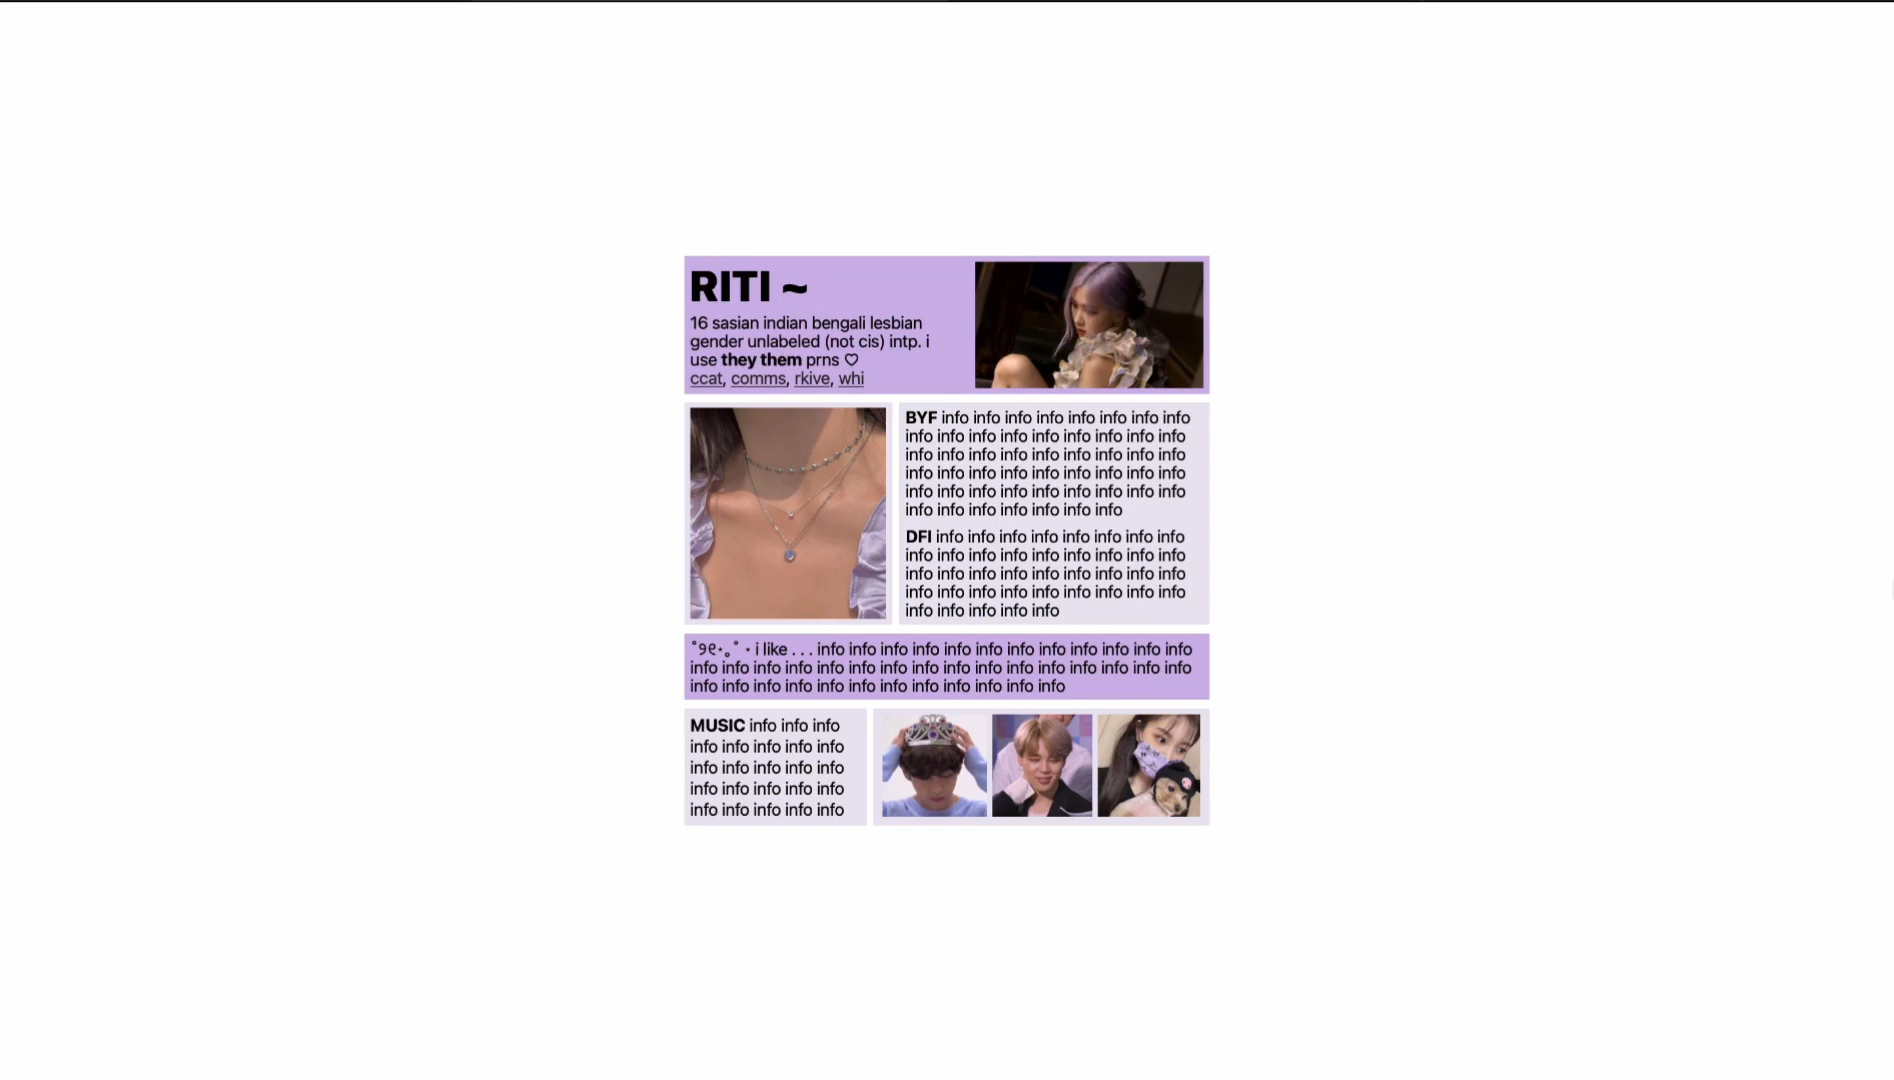 RITI ~
16 sasian indian bengali lesbian
gender unlabeled (not cis) intp. i
use they them prns ♡
ccat, comms, rkive, whi
BYF info info info info info info info info
info info info info info info info info info
info info info info info info info info info
info info info info info info info info info
info info info info info info info info info
info info info info info info info
DFI info info info info info info info info
info info info info info info info info info
info info info info info info info info info
info info info info info info info info info
info info info info info
˚୨୧⋆｡˚ ⋆ i like . . . info info info info info info info info info info info info
info info info info info info info info info info info info info info info info
info info info info info info info info info info info info
MUSIC info info info
info info info info info
info info info info info
info info info info info
info info info info info